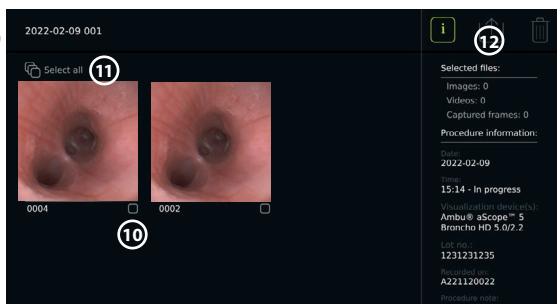 2022-02-09 001
i
12
Select all
11
0004
0002
10
Selected files:
Images: 0
Videos: 0
Captured frames: 0
Procedure information:
Date:
2022-02-09
Time:
15:14 - In progress
Visualization device(s):
Ambu® aScope™ 5
Broncho HD 5.0/2.2
Lot no.:
1231231235
Recorded on:
A221120022
Procedure note: